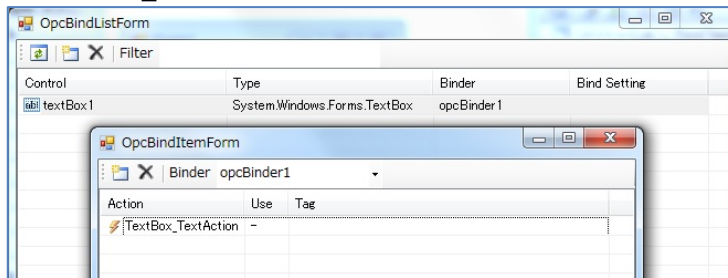 OpcBindListForm
Filter
Control Type Binder Bind Setting
abl textBox1 System.Windows.Forms.TextBox opcBinder1
OpcBindItemForm
Binder opcBinder1
Action Use Tag
TextBox_TextAction -